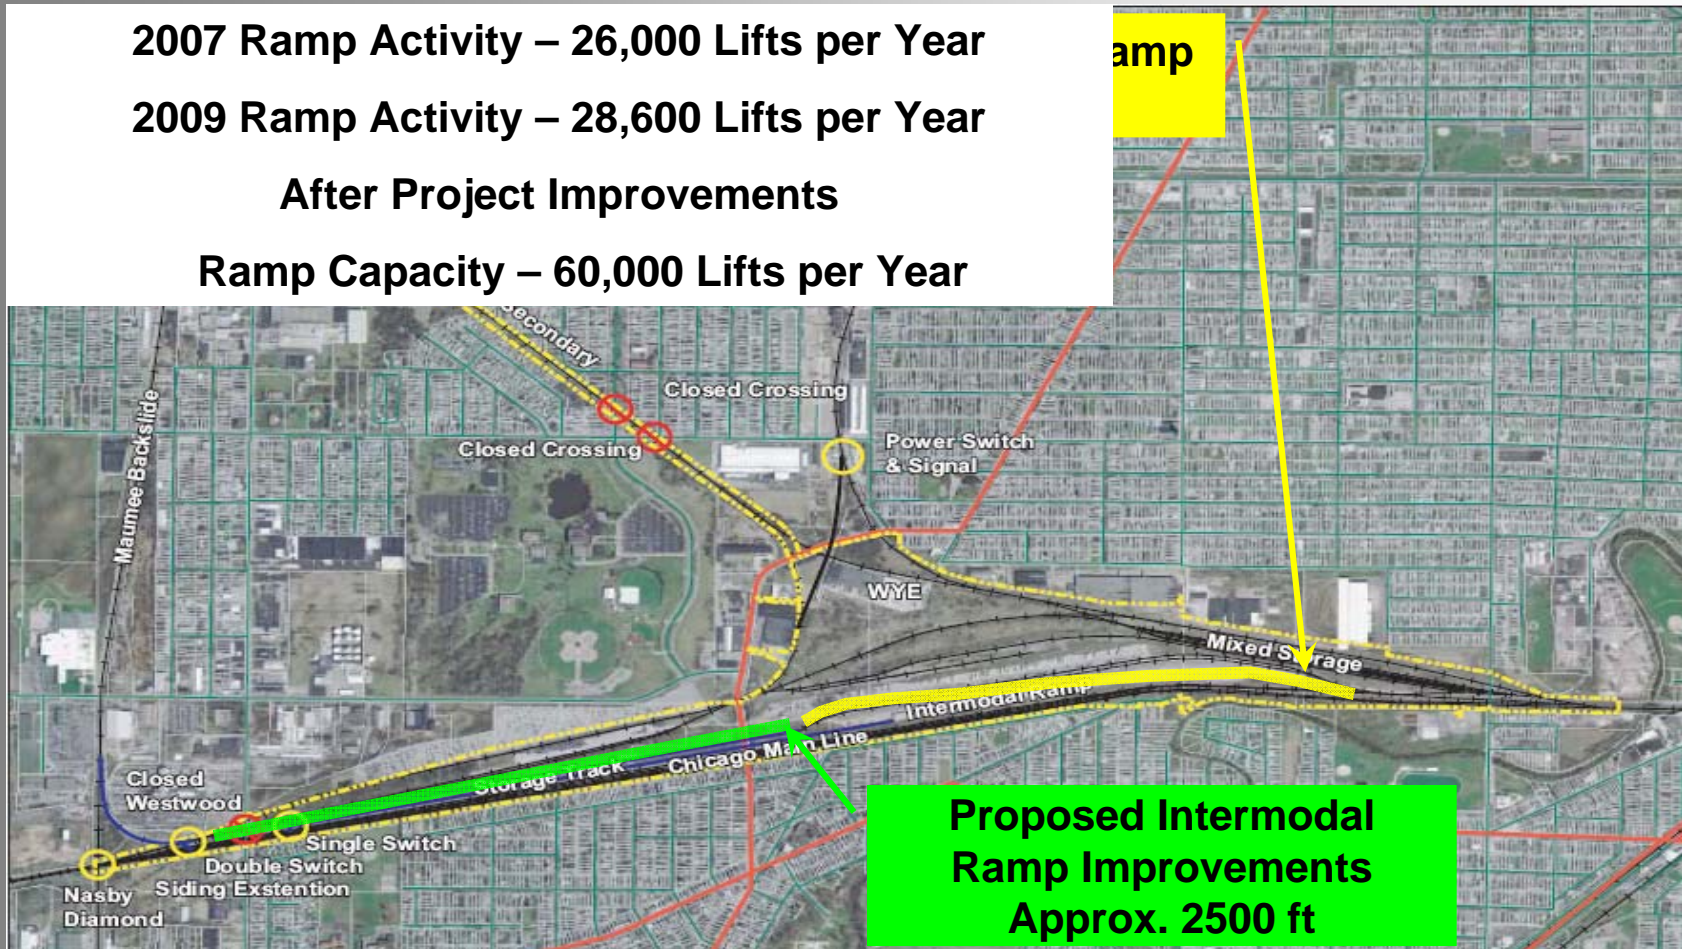 2007 Ramp Activity – 26,000 Lifts per Year
2009 Ramp Activity – 28,600 Lifts per Year
After Project Improvements
Ramp Capacity – 60,000 Lifts per Year
amp
Secondary
Closed Crossing
Closed Crossing
Power Switch
& Signal
Maumee Backslide
WYE
Mixed Storage
Intermodal Ramp
Chicago Main Line
Storage Track
Closed
Westwood
Single Switch
Double Switch
Siding Exstention
Nasby
Diamond
Proposed Intermodal
Ramp Improvements
Approx. 2500 ft